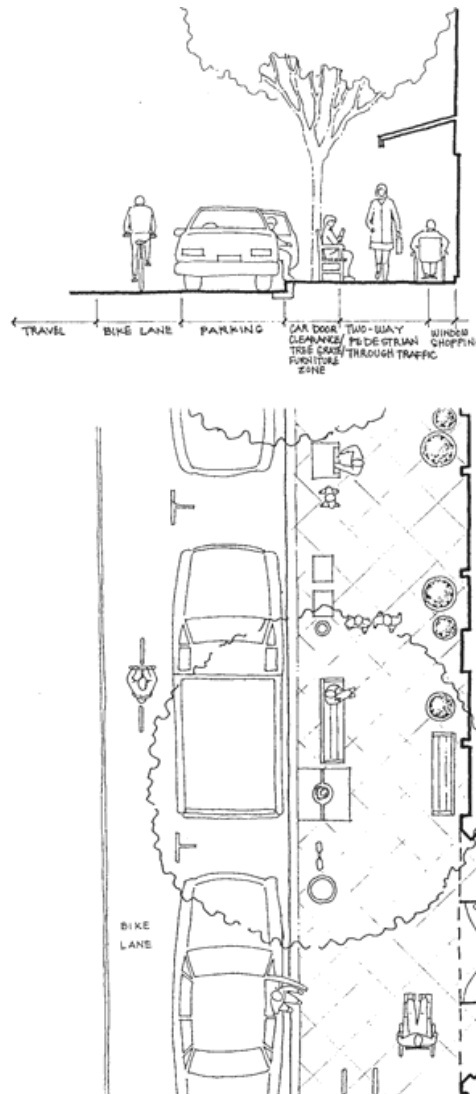 TRAVEL
BIKE LANE
PARKING
CAR DOOR
CLEARANCE/
TREE GRATE/
FURNITURE
ZONE
TWO-WAY
PEDESTRIAN
THROUGH TRAFFIC
WINDOW
SHOPPING
BIKE
LANE